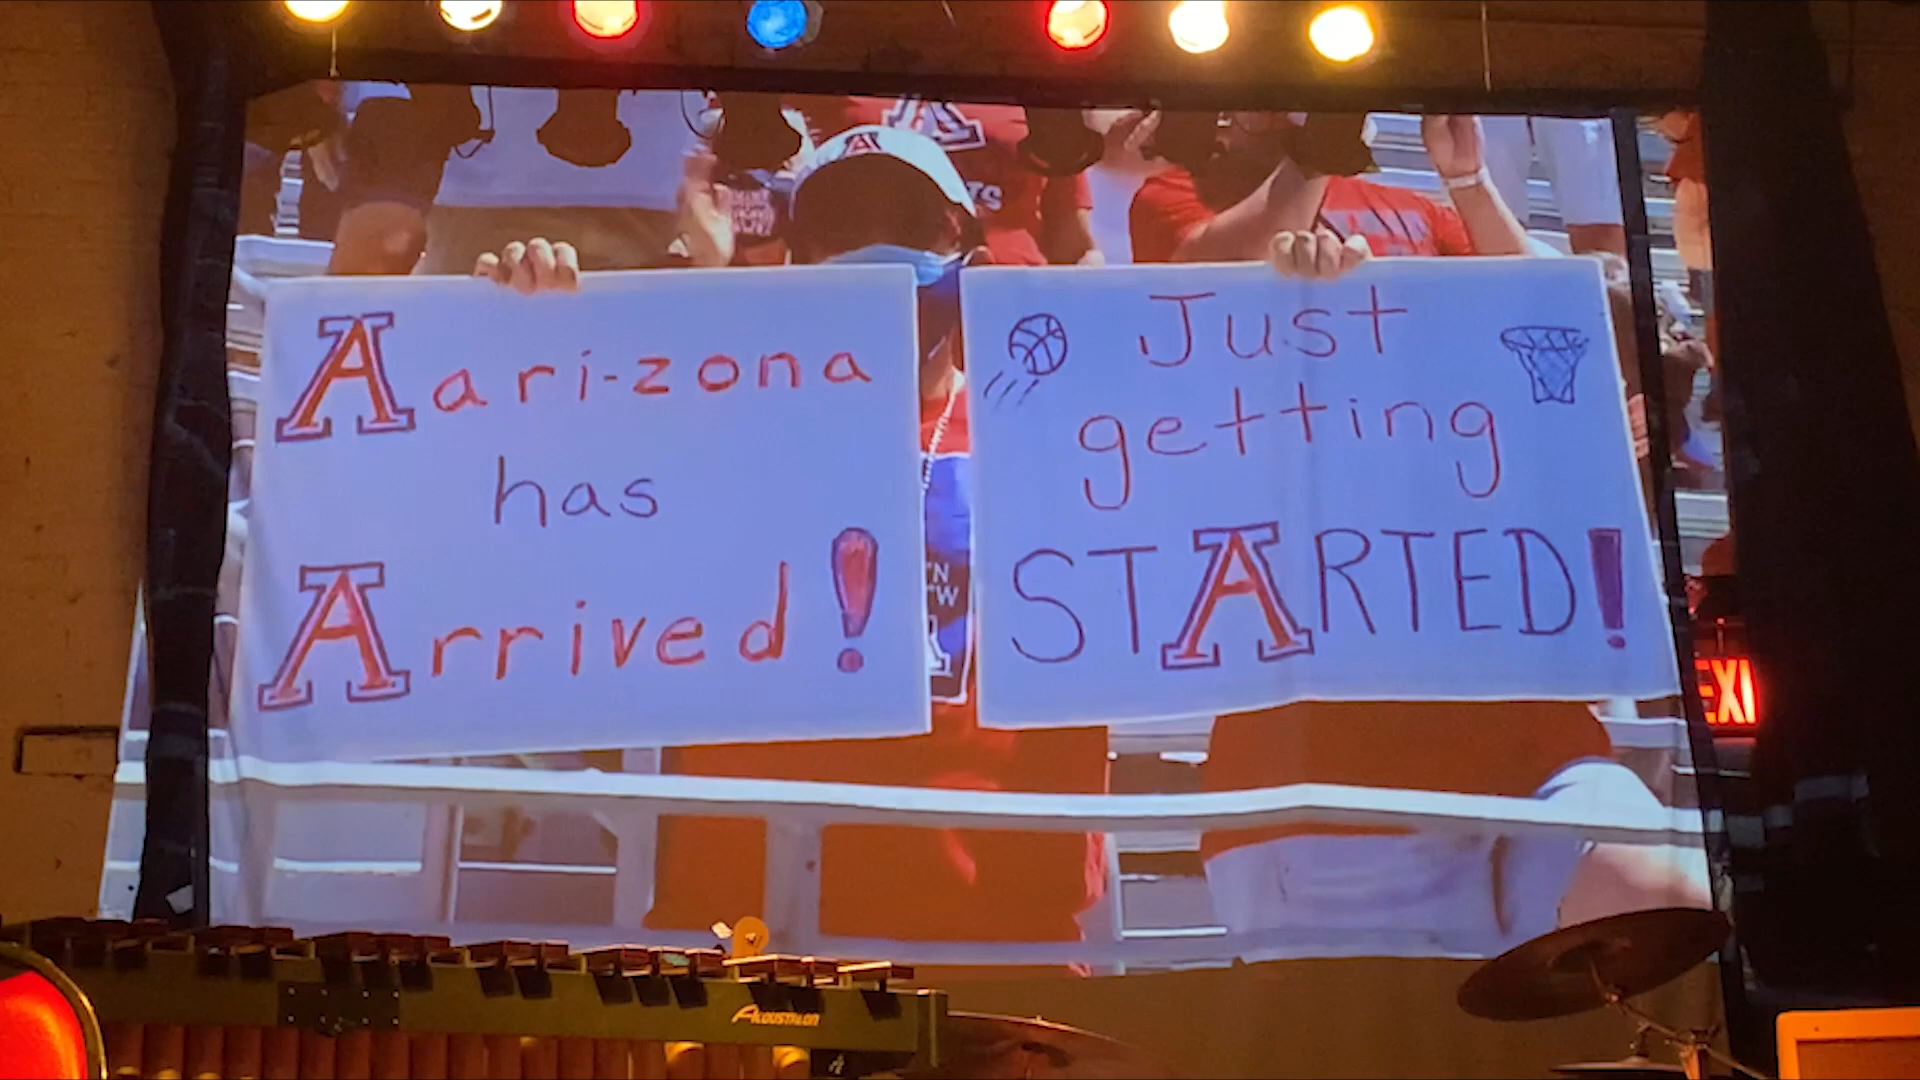 Aari-zona
has
Arrived!
Just
getting
STARTED!
EXI